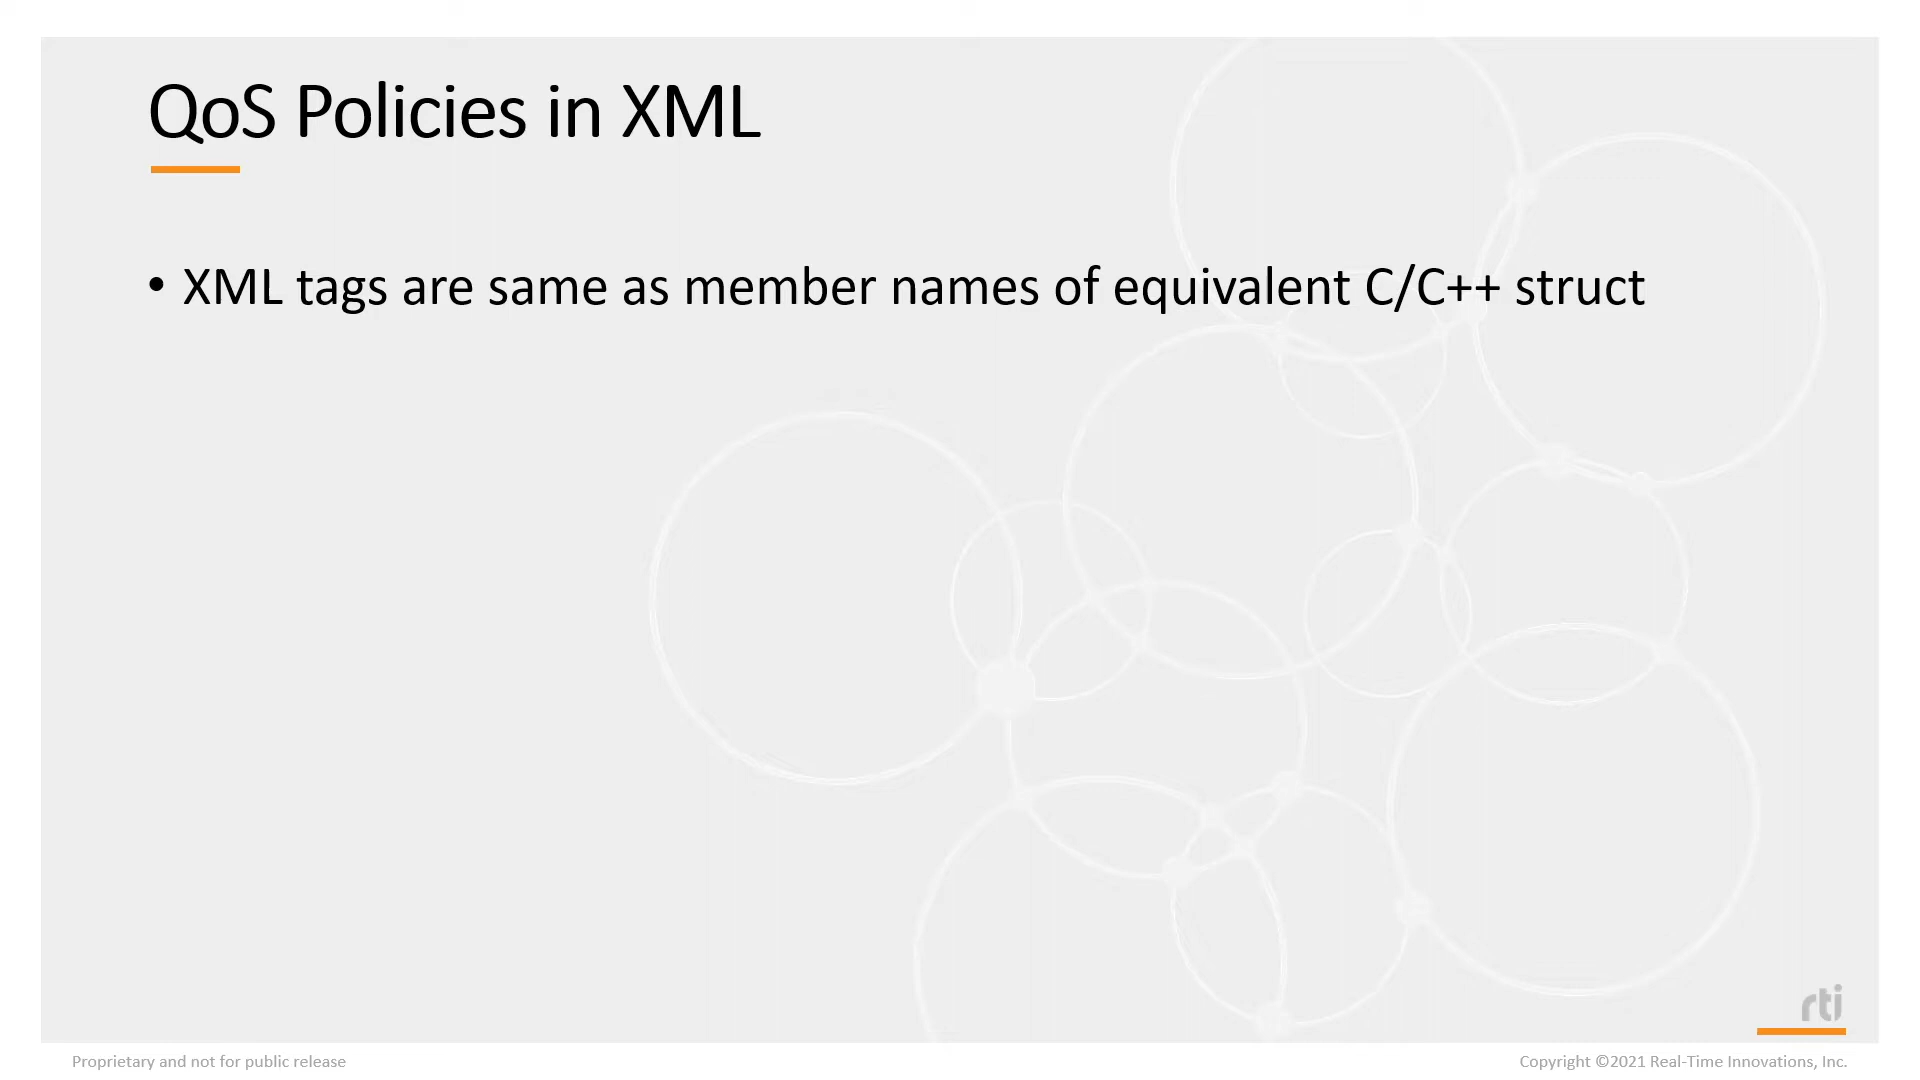 QoS Policies in XML
• XML tags are same as member names of equivalent C/C++ struct
rti
Proprietary and not for public release
Copyright ©2021 Real-Time Innovations, Inc.